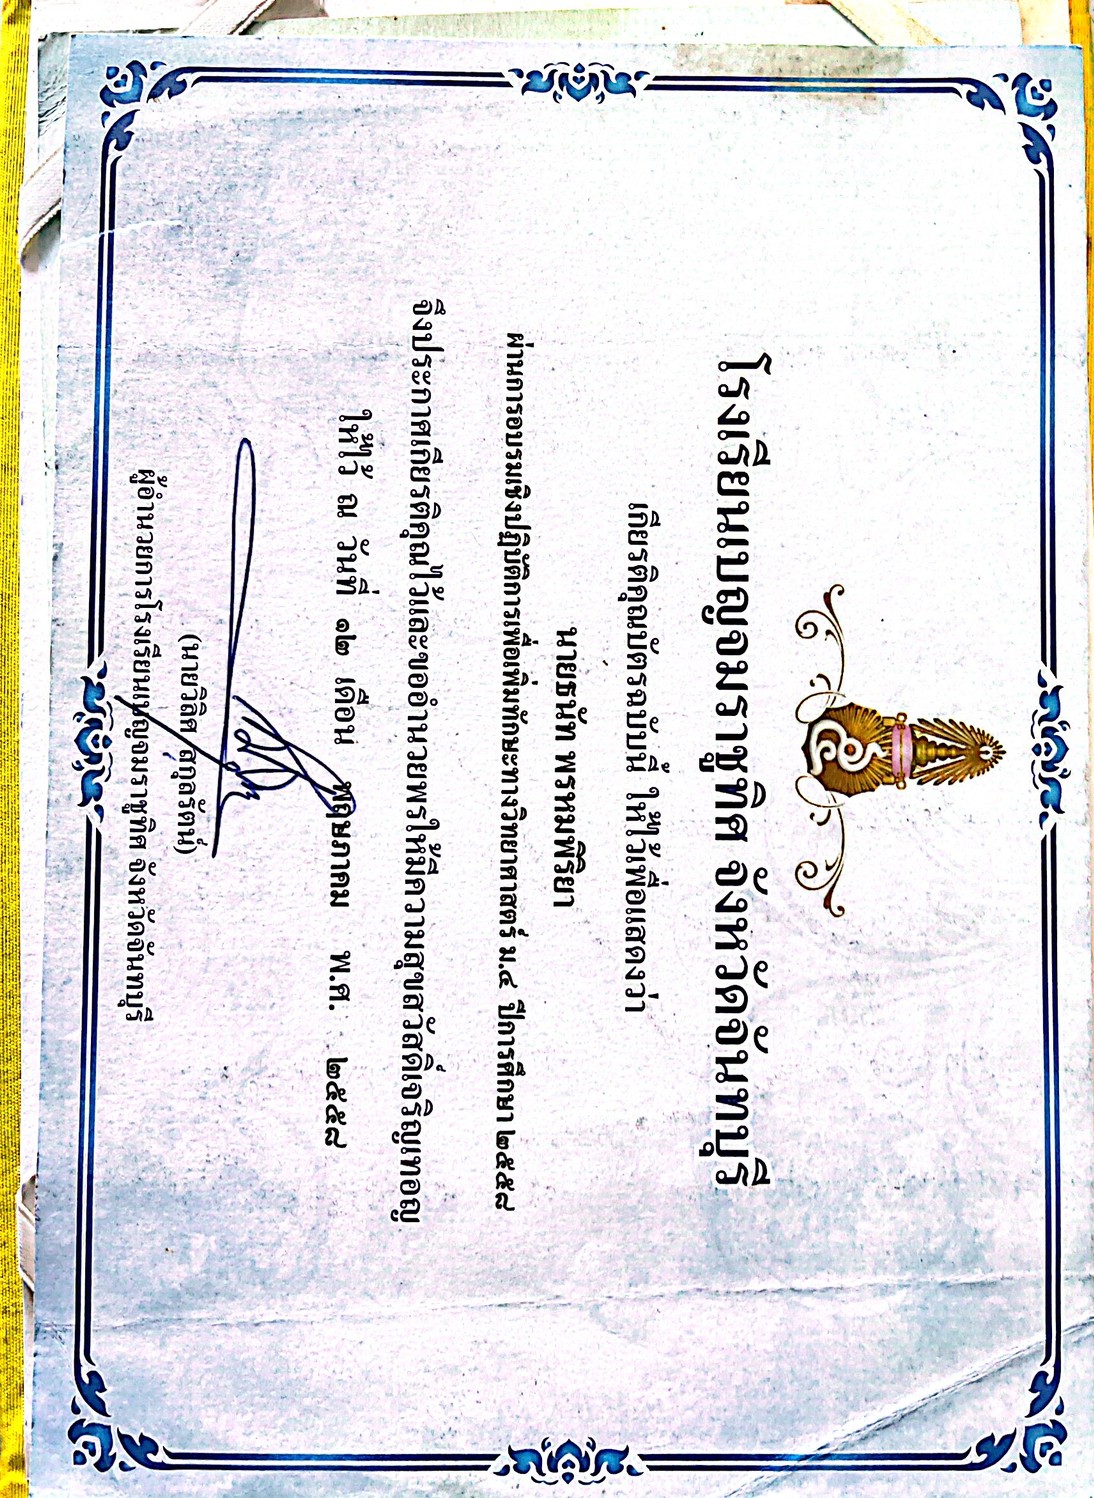 โรงเรียนเบญจมราชูทิศ จังหวัดจันทบุรี
เกียรติคุณบัตรฉบับนี้ ให้ไว้เพื่อแสดงว่า
นายธนัท พรหมพิริยา
ผ่านการอบรมเชิงปฏิบัติการเพื่อเพิ่มทักษะทางวิทยาศาสตร์ ม.๔ ปีการศึกษา ๒๕๕๘
จึงประกาศเกียรติคุณไว้และขออำนวยพรให้มีความสุขสวัสดิ์เจริญเทอญ
ให้ไว้ ณ วันที่ ๑๒ เดือน พฤษภาคม พ.ศ. ๒๕๕๘
(นายวิลิศ สกุลรัตน์)
ผู้อำนวยการโรงเรียนเบญจมราชูทิศ จังหวัดจันทบุรี